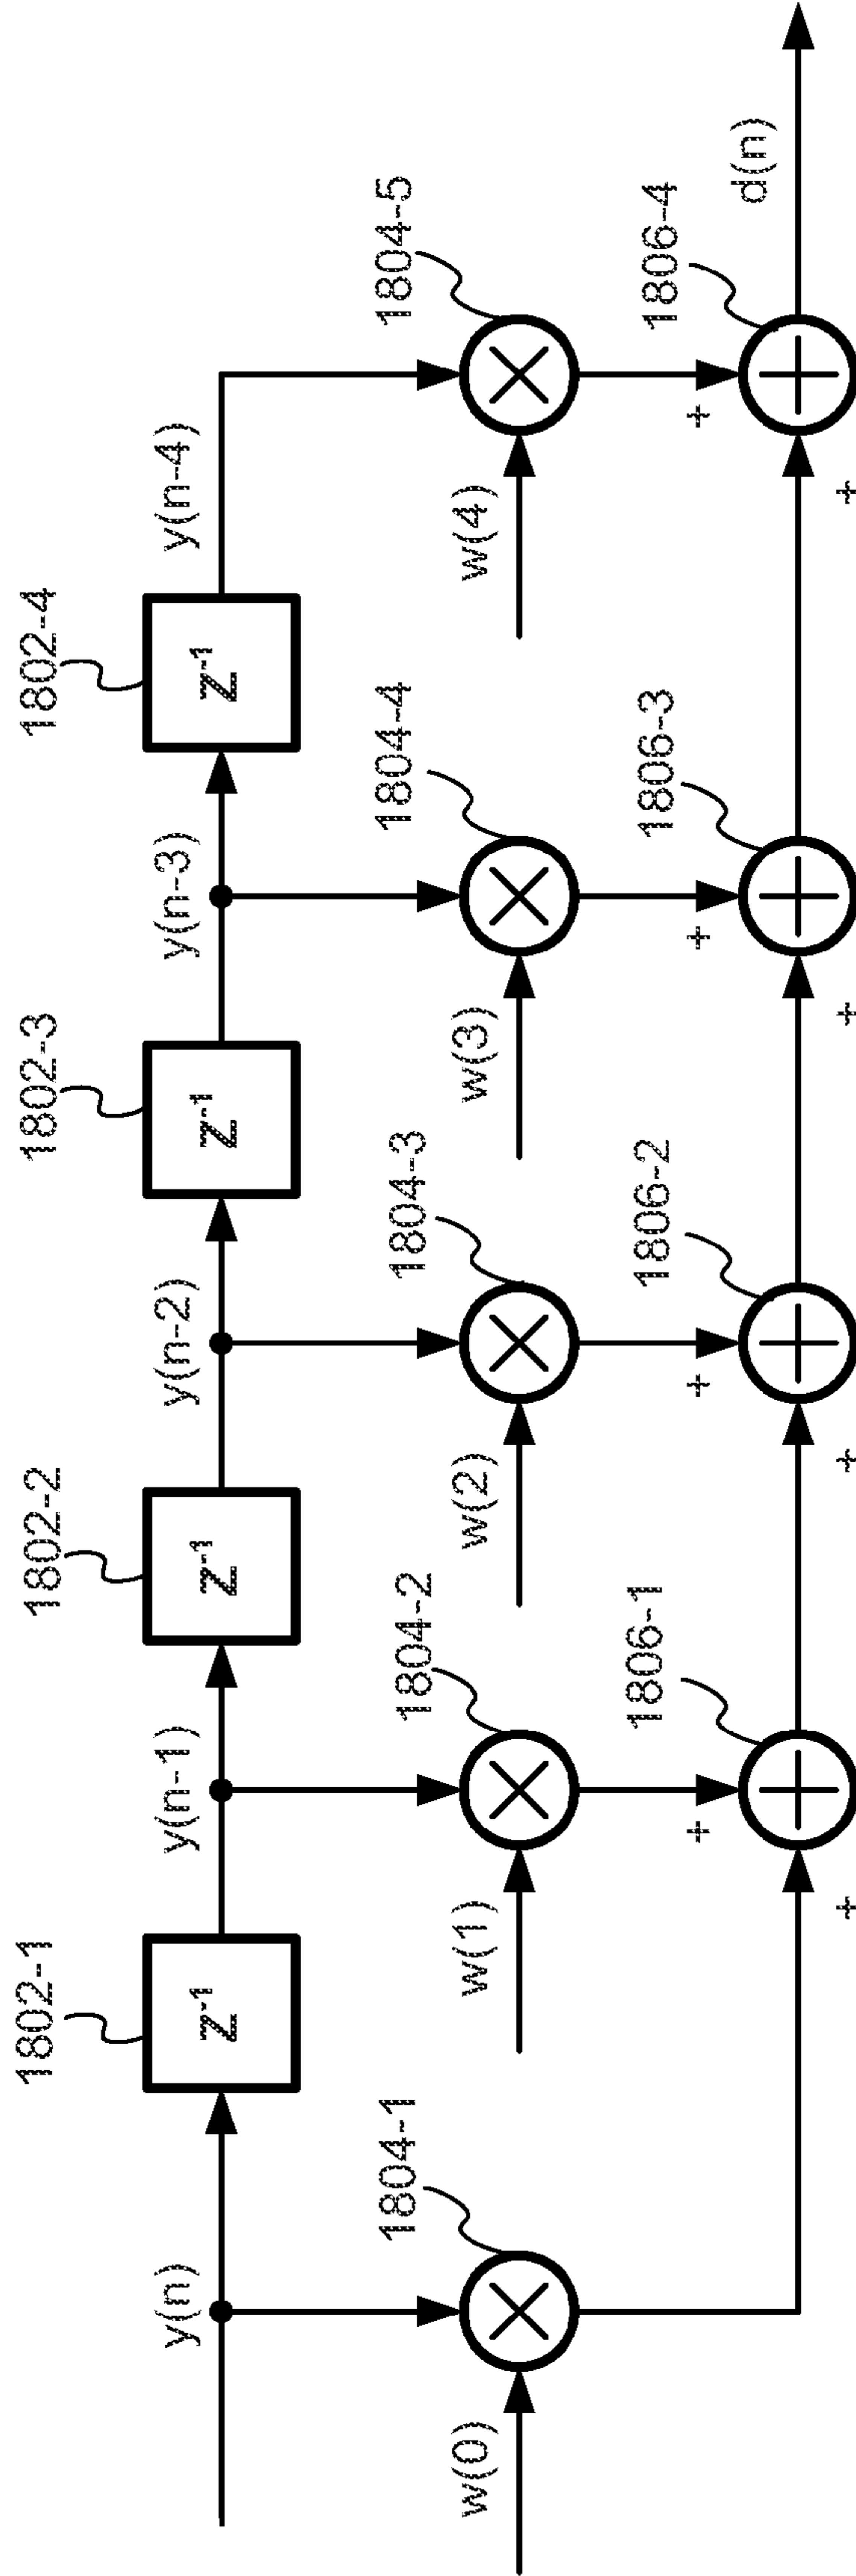 1802-1
1802-2
1802-3
1802-4
y(n)
Z-1
y(n-1)
Z-1
y(n-2)
Z-1
y(n-3)
Z-1
y(n-4)
1804-1
1804-2
1804-3
1804-4
1804-5
w(0)
w(1)
w(2)
w(3)
w(4)
1806-1
1806-2
1806-3
1806-4
+
+
+
+
d(n)
+
+
+
+